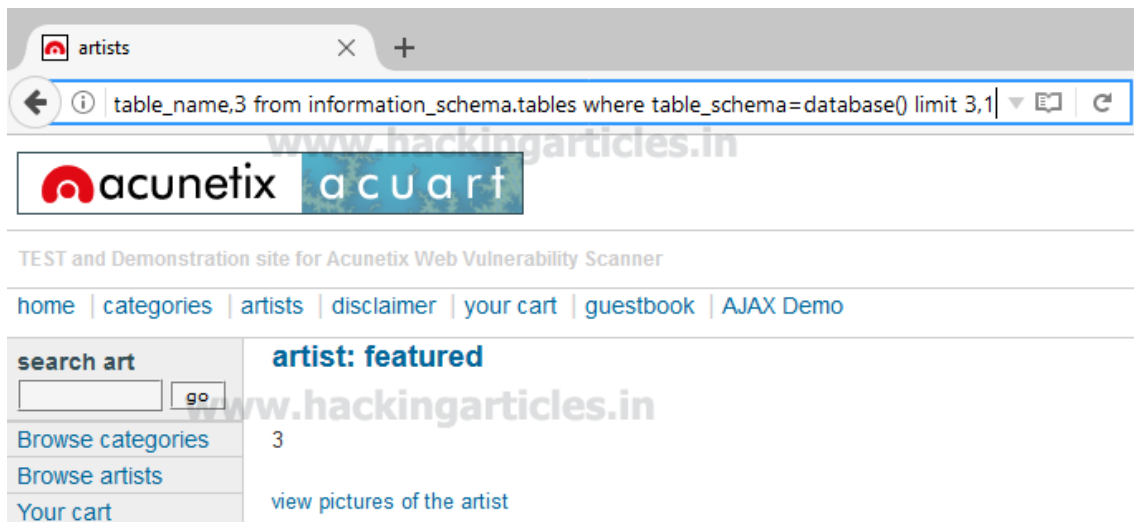 artists
table_name,3 from information_schema.tables where table_schema=database() limit 3,1
www.hackingarticles.in
acunetix acuart
TEST and Demonstration site for Acunetix Web Vulnerability Scanner
home | categories | artists | disclaimer | your cart | guestbook | AJAX Demo
search art
go
Browse categories
Browse artists
Your cart
artist: featured
www.hackingarticles.in
3
view pictures of the artist